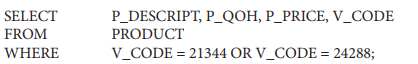 SELECT P_DESCRIPT, P_QOH, P_PRICE, V_CODE
FROM PRODUCT
WHERE V_CODE = 21344 OR V_CODE = 24288;